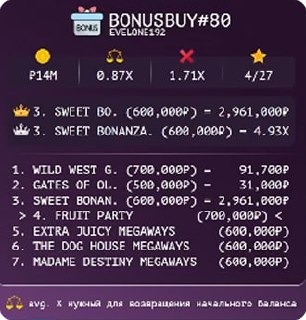 BONUS
BONUSBUY#80
EVELONE192
₽14M
0.87X
1.71X
4/27
3. SWEET BO. (600,000₽) = 2,961,000₽
3. SWEET BONANZA. (600,000₽) = 4.93X
1. WILD WEST G. (700,000₽) = 91,700₽
2. GATES OF OL. (500,000₽) = 31,000₽
3. SWEET BONAN. (600,000₽) = 2,961,000₽
> 4. FRUIT PARTY (700,000₽) <
5. EXTRA JUICY MEGAWAYS (600,000₽)
6. THE DOG HOUSE MEGAWAYS (600,000₽)
7. MADAME DESTINY MEGAWAYS (600,000₽)
avg. X нужный для возвращения начального баланса